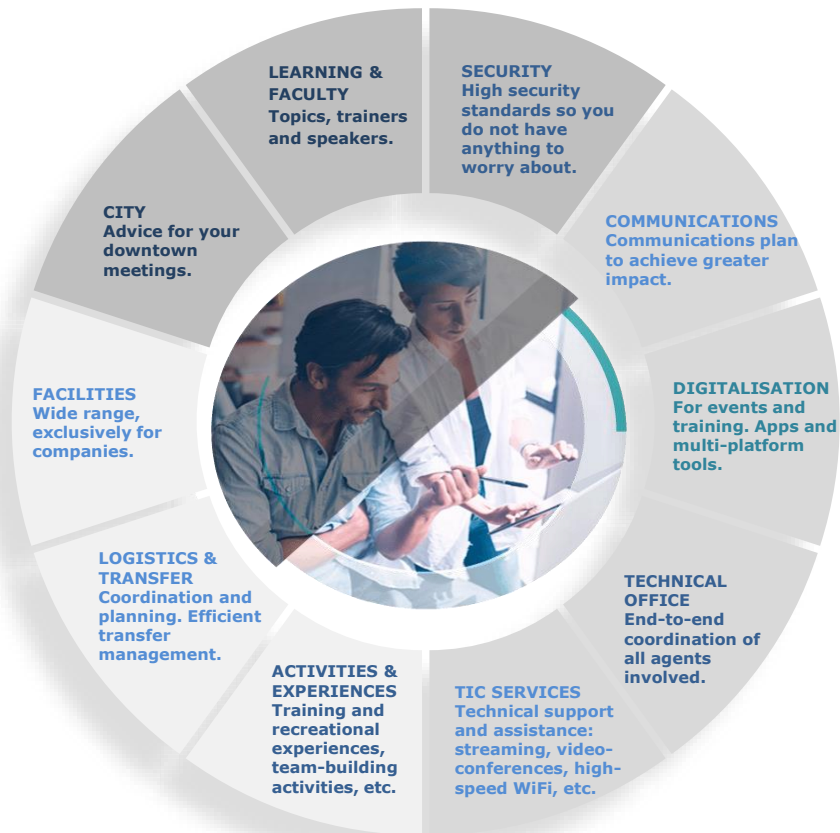 LEARNING &
FACULTY
Topics, trainers
and speakers.
SECURITY
High security
standards so you
do not have
anything to
worry about.
COMMUNICATIONS
Communications plan
to achieve greater
impact.
DIGITALISATION
For events and
training. Apps and
multi-platform
tools.
TECHNICAL
OFFICE
End-to-end
coordination of
all agents
involved.
TIC SERVICES
Technical support
and assistance:
streaming, video-
conferences, high-
speed WiFi, etc.
ACTIVITIES &
EXPERIENCES
Training and
recreational
experiences,
team-building
activities, etc.
LOGISTICS &
TRANSFER
Coordination and
planning. Efficient
transfer
management.
FACILITIES
Wide range,
exclusively for
companies.
CITY
Advice for your
downtown
meetings.